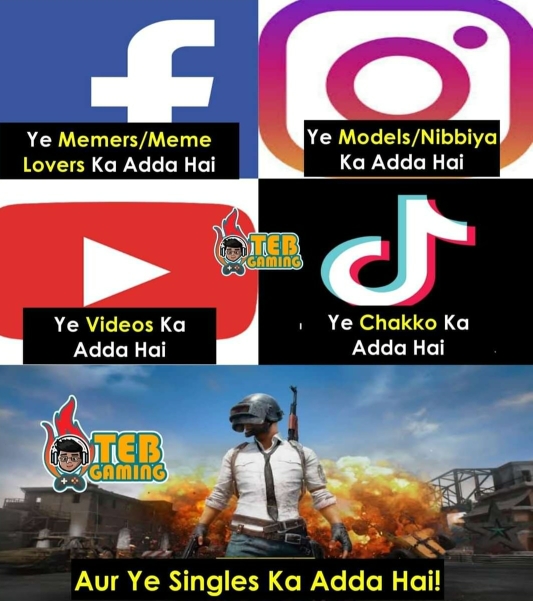 Ye Memers/Meme
Lovers Ka Adda Hai
Ye Models/Nibbiya
Ka Adda Hai
TEB
GAMING
Ye Videos Ka
Adda Hai
Ye Chakko Ka
Adda Hai
TEB
GAMING
Aur Ye Singles Ka Adda Hai!